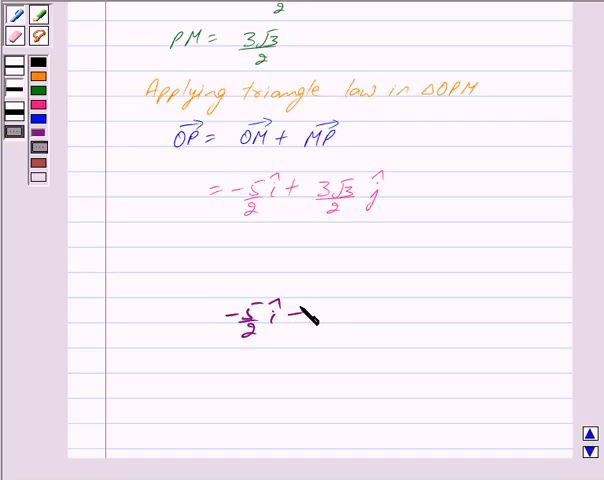 2
PM = 3√3/2
Applying triangle law in ΔOPM
→OP = →OM + →MP
= -5/2 î + 3√3/2 ĵ
-5/2 î -